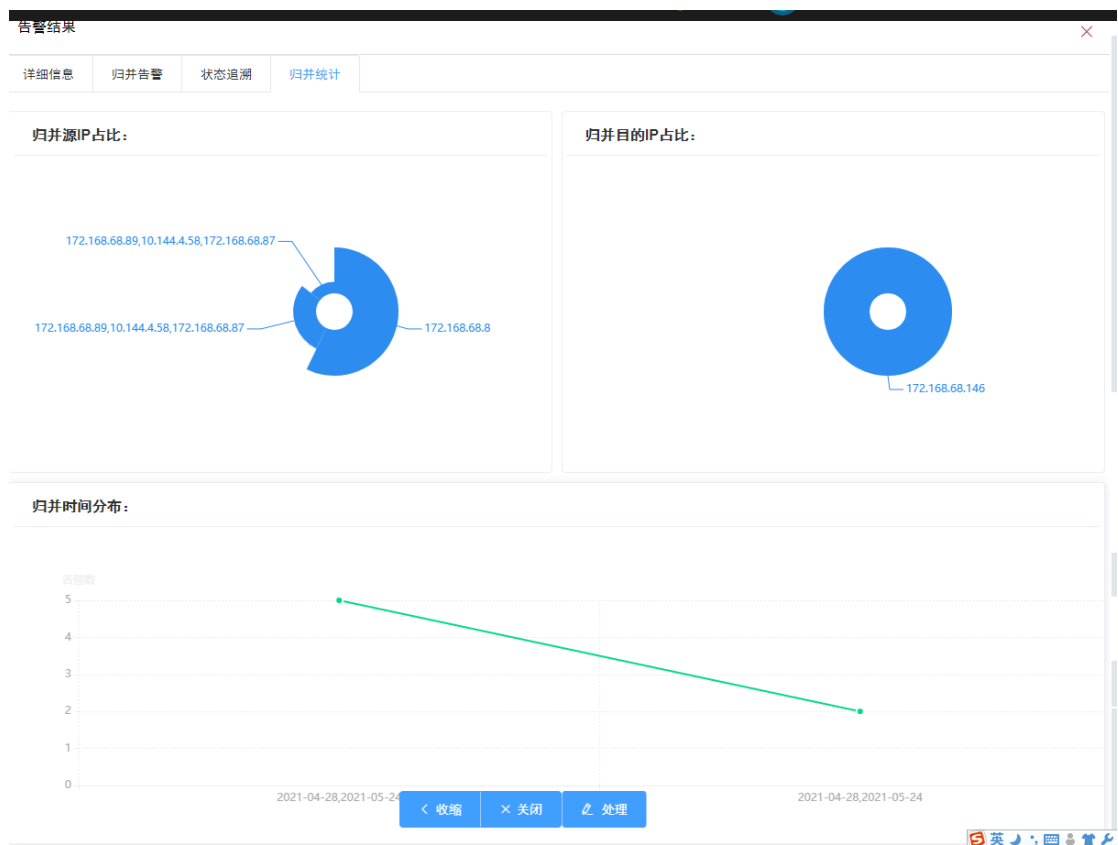 告警结果
详细信息 归并告警 状态追溯 归并统计
归并源IP占比：
172.168.68.89,10.144.4.58,172.168.68.87
172.168.68.89,10.144.4.58,172.168.68.87
172.168.68.8
归并目的IP占比：
172.168.68.146
归并时间分布：
告警数
5
4
3
2
1
0
2021-04-28,2021-05-24
2021-04-28,2021-05-24
收缩 关闭 处理
英